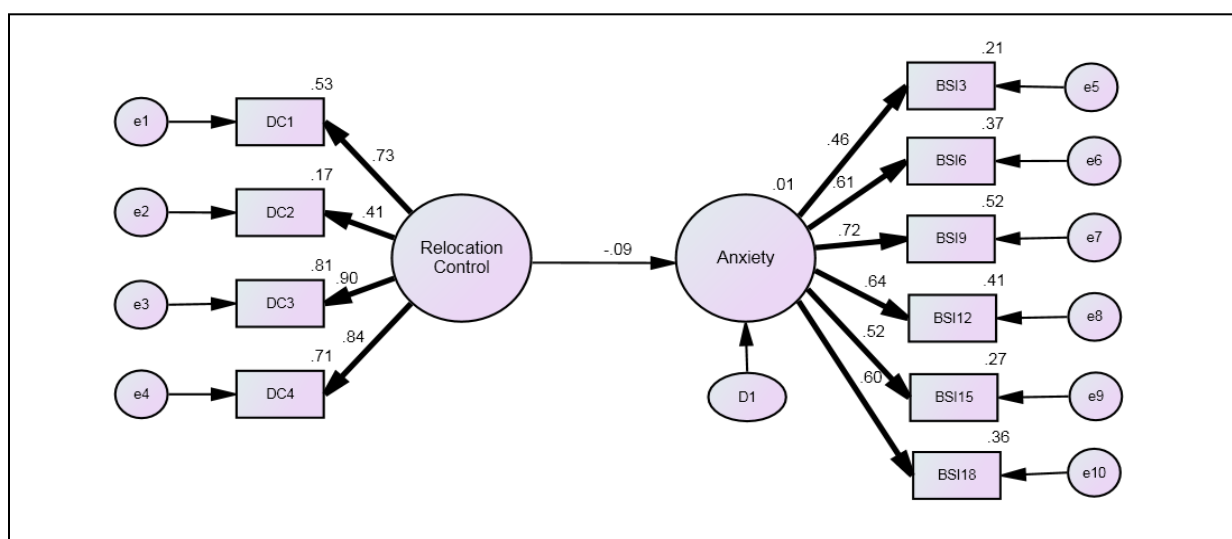 .53
e1
DC1
.73
.17
e2
DC2
.41
.81
.90
e3
DC3
.84
.71
e4
DC4
Relocation
Control
-.09
.01
Anxiety
D1
.21
BSI3
e5
.46
.37
BSI6
e6
.61
.52
BSI9
e7
.72
.41
BSI12
e8
.64
.52
.27
BSI15
e9
.60
.36
BSI18
e10